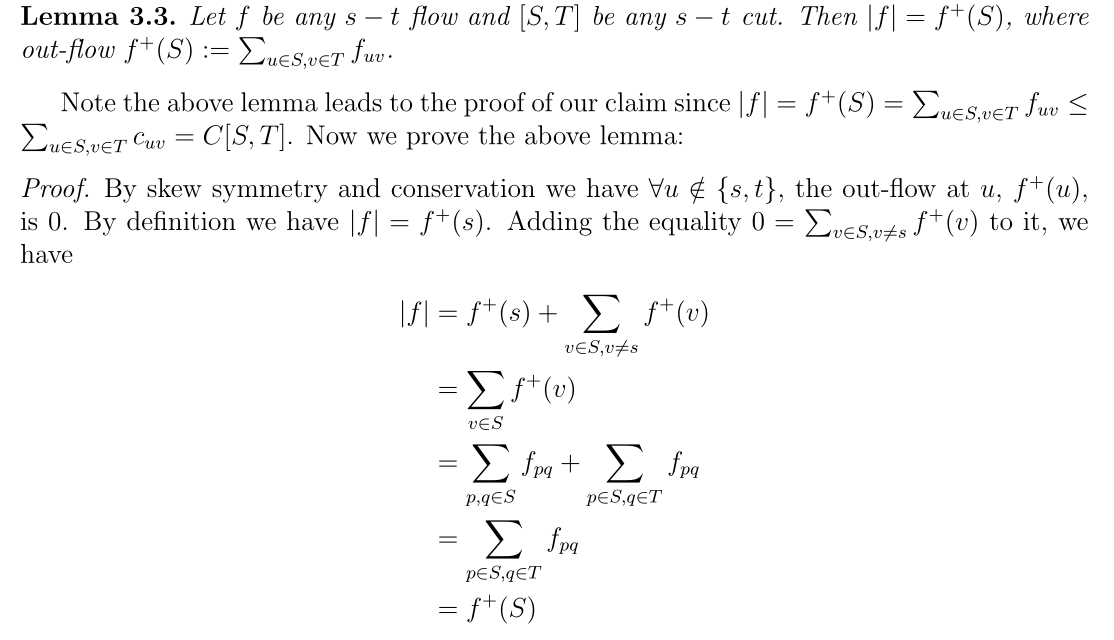 Lemma 3.3. Let f be any s − t flow and [S, T] be any s − t cut. Then |f| = f⁺(S), where
out-flow f⁺(S) := ∑_{u∈S,v∈T} f_{uv}.
Note the above lemma leads to the proof of our claim since |f| = f⁺(S) = ∑_{u∈S,v∈T} f_{uv} ≤
∑_{u∈S,v∈T} c_{uv} = C[S, T]. Now we prove the above lemma:
Proof. By skew symmetry and conservation we have ∀u ∉ {s, t}, the out-flow at u, f⁺(u),
is 0. By definition we have |f| = f⁺(s). Adding the equality 0 = ∑_{v∈S,v≠s} f⁺(v) to it, we
have
|f| = f⁺(s) + ∑_{v∈S,v≠s} f⁺(v)
= ∑_{v∈S} f⁺(v)
= ∑_{p,q∈S} f_{pq} + ∑_{p∈S,q∈T} f_{pq}
= ∑_{p∈S,q∈T} f_{pq}
= f⁺(S)